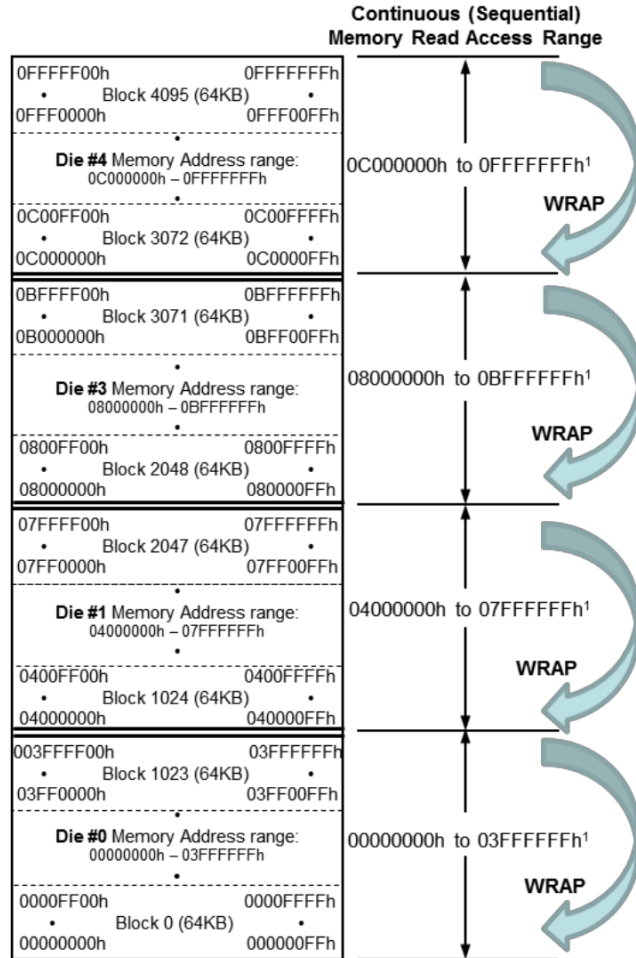 Continuous (Sequential)
Memory Read Access Range
0FFFFF00h 0FFFFFFFh
• Block 4095 (64KB) •
0FFF0000h 0FFF00FFh
•
Die #4 Memory Address range:
0C000000h – 0FFFFFFFh
•
0C00FF00h 0C00FFFFh
• Block 3072 (64KB) •
0C000000h 0C0000FFh
0C000000h to 0FFFFFFFh¹
WRAP
0BFFFF00h 0BFFFFFFh
• Block 3071 (64KB) •
0B000000h 0BFF00FFh
•
Die #3 Memory Address range:
08000000h – 0BFFFFFFh
•
0800FF00h 0800FFFFh
• Block 2048 (64KB) •
08000000h 080000FFh
08000000h to 0BFFFFFFh¹
WRAP
07FFFF00h 07FFFFFFh
• Block 2047 (64KB) •
07FF0000h 07FF00FFh
•
Die #1 Memory Address range:
04000000h – 07FFFFFFh
•
0400FF00h 0400FFFFh
• Block 1024 (64KB) •
04000000h 040000FFh
04000000h to 07FFFFFFh¹
WRAP
003FFFF00h 03FFFFFFh
• Block 1023 (64KB) •
03FF0000h 03FF00FFh
•
Die #0 Memory Address range:
00000000h – 03FFFFFFh
•
0000FF00h 0000FFFFh
• Block 0 (64KB) •
00000000h 000000FFh
00000000h to 03FFFFFFh¹
WRAP